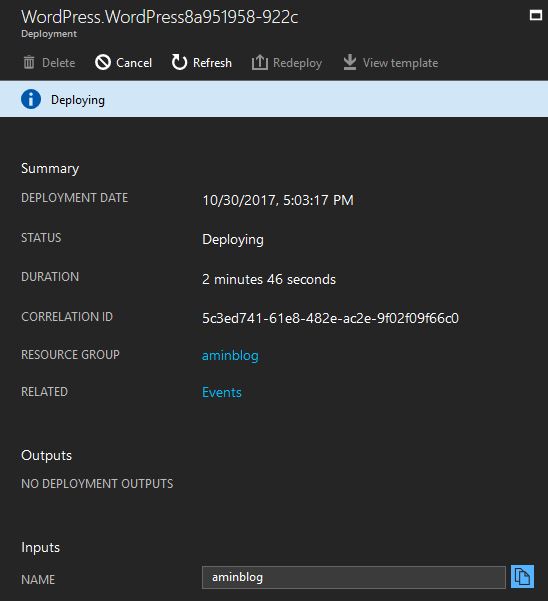 WordPress.WordPress8a951958-922c
Deployment
Delete Cancel Refresh Redeploy View template
Deploying
Summary
DEPLOYMENT DATE 10/30/2017, 5:03:17 PM
STATUS Deploying
DURATION 2 minutes 46 seconds
CORRELATION ID 5c3ed741-61e8-482e-ac2e-9f02f09f66c0
RESOURCE GROUP aminblog
RELATED Events
Outputs
NO DEPLOYMENT OUTPUTS
Inputs
NAME aminblog